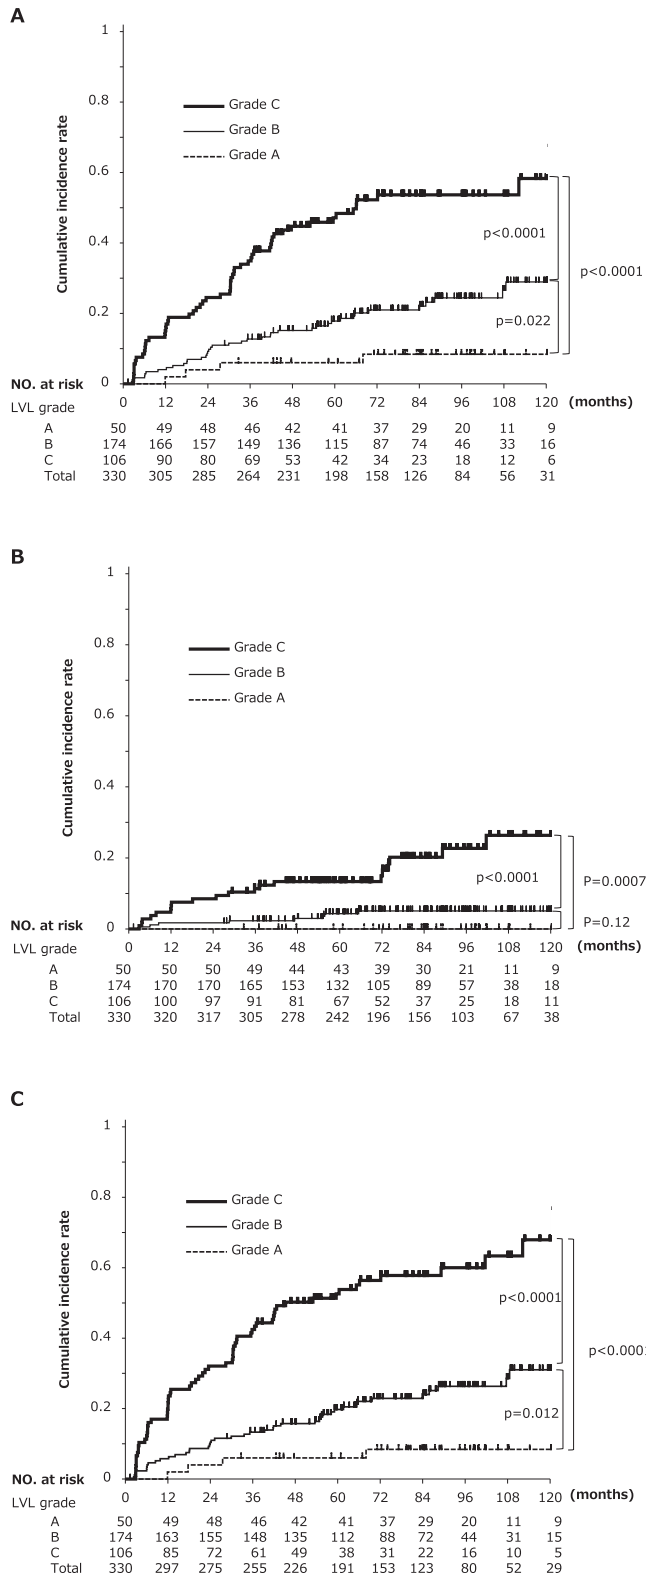 A
1
0.8
Grade C
Grade B
Grade A
0.6
Cumulative incidence rate
p<0.0001
p<0.0001
0.4
0.2
p=0.022
NO. at risk 0
LVL grade 0 12 24 36 48 60 72 84 96 108 120 (months)
A 50 49 48 46 42 41 37 29 20 11 9
B 174 166 157 149 136 115 87 74 46 33 16
C 106 90 80 69 53 42 34 23 18 12 6
Total 330 305 285 264 231 198 158 126 84 56 31
B
1
0.8
Grade C
Grade B
Grade A
0.6
Cumulative incidence rate
0.4
0.2
p<0.0001
P=0.0007
P=0.12
NO. at risk 0
LVL grade 0 12 24 36 48 60 72 84 96 108 120 (months)
A 50 50 50 49 44 43 39 30 21 11 9
B 174 170 170 165 153 132 105 89 57 38 18
C 106 100 97 91 81 67 52 37 25 18 11
Total 330 320 317 305 278 242 196 156 103 67 38
C
1
0.8
Grade C
Grade B
Grade A
0.6
Cumulative incidence rate
p<0.0001
p<0.0001
0.4
0.2
p=0.012
NO. at risk 0
LVL grade 0 12 24 36 48 60 72 84 96 108 120 (months)
A 50 49 48 46 42 41 37 29 20 11 9
B 174 163 155 148 135 112 88 72 44 31 15
C 106 85 72 61 49 38 31 22 16 10 5
Total 330 297 275 255 226 191 153 123 80 52 29